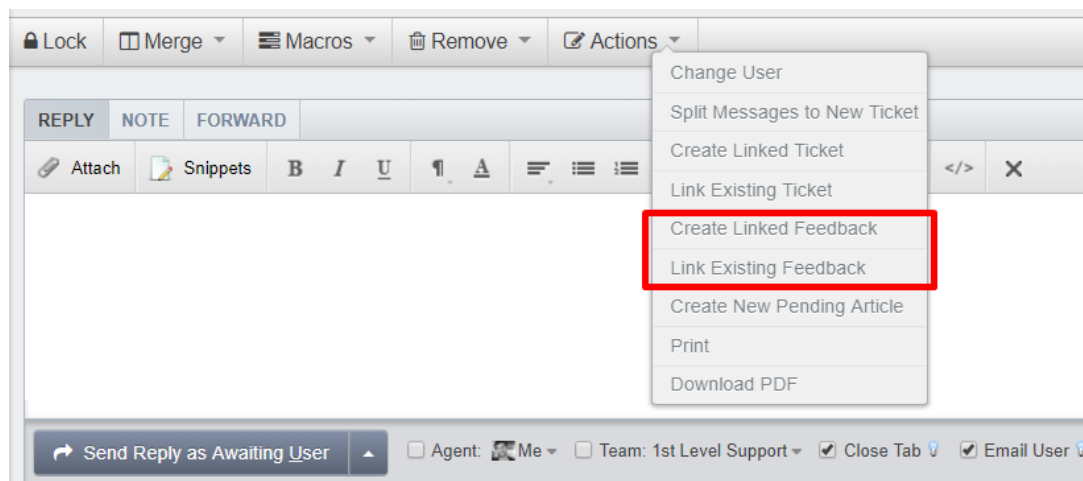 Lock Merge Macros Remove Actions
Change User
Split Messages to New Ticket
Create Linked Ticket
Link Existing Ticket
Create Linked Feedback
Link Existing Feedback
Create New Pending Article
Print
Download PDF
REPLY NOTE FORWARD
Attach Snippets B I U ¶ A </> X
Send Reply as Awaiting User Agent: Me Team: 1st Level Support Close Tab Email User